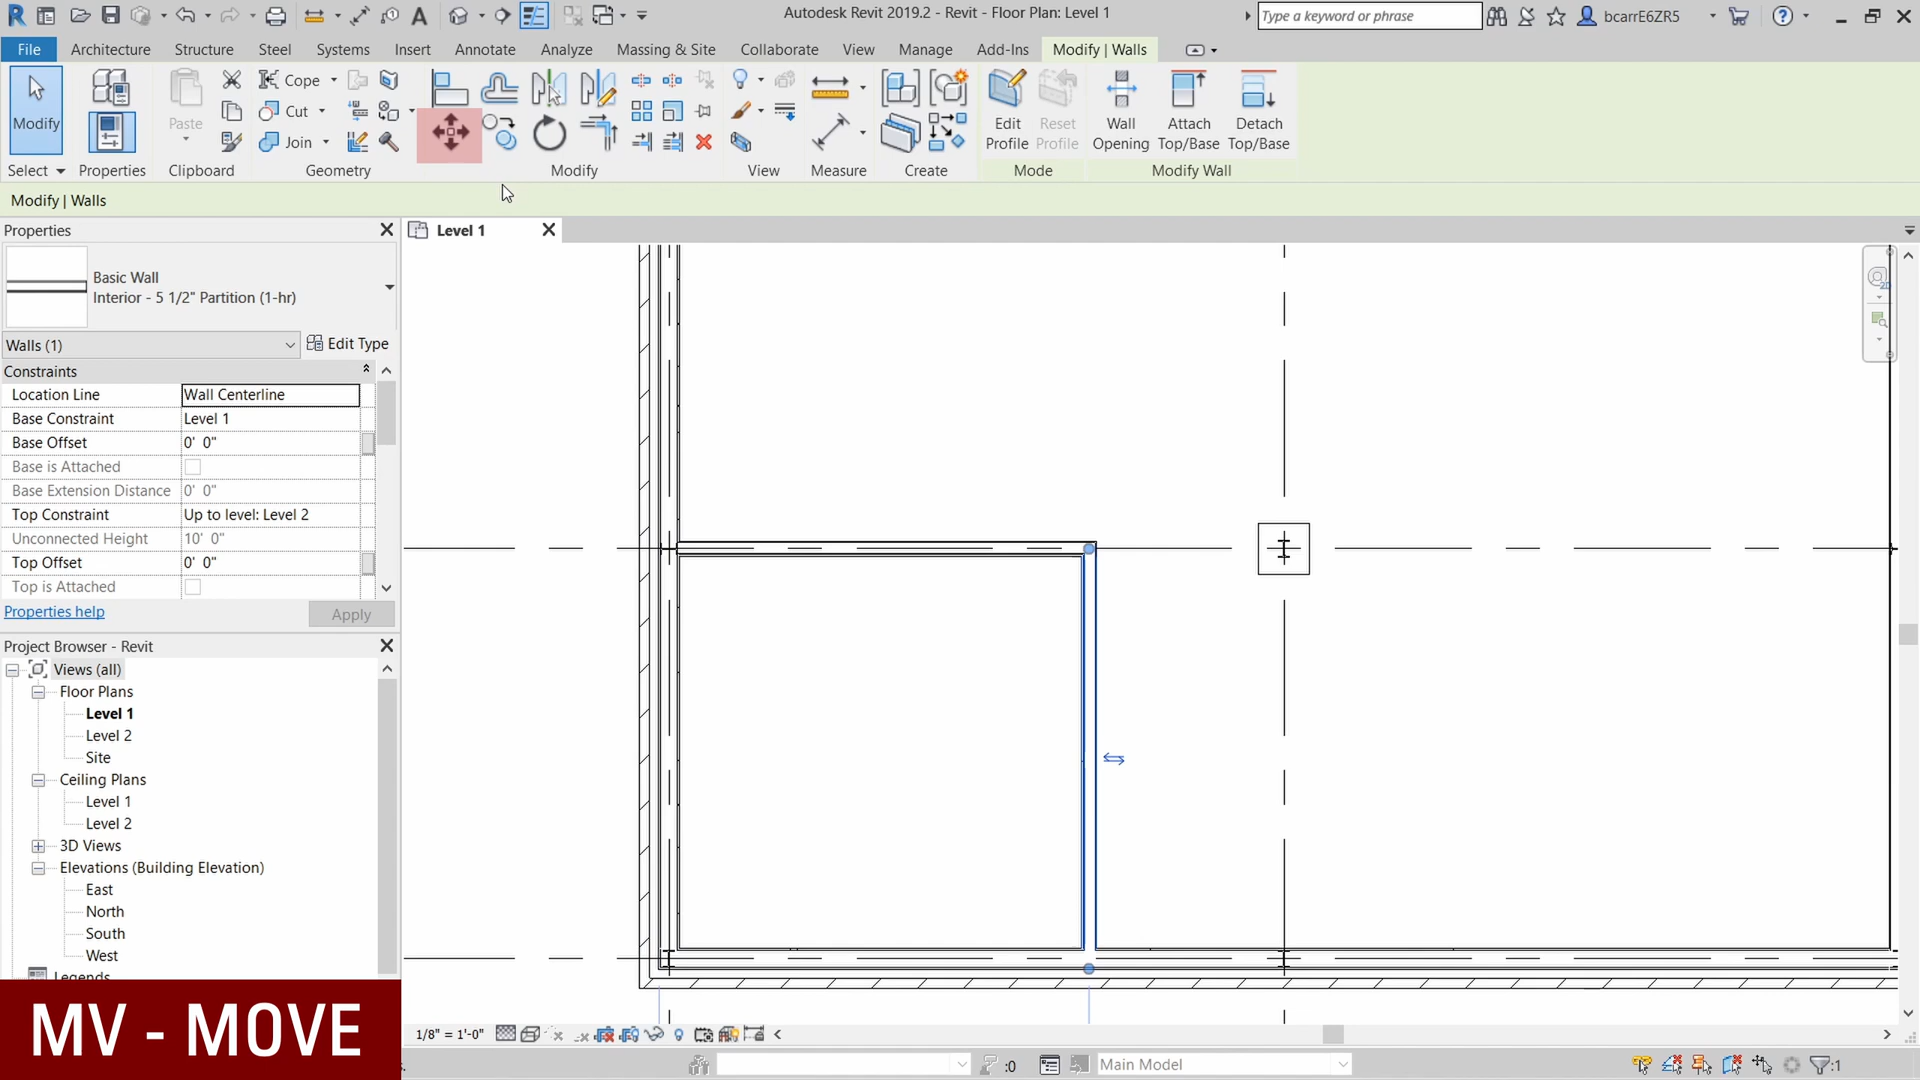 Autodesk Revit 2019.2 - Revit - Floor Plan: Level 1
Type a keyword or phrase
bcarrE6ZR5
File Architecture Structure Steel Systems Insert Annotate Analyze Massing & Site Collaborate View Manage Add-Ins Modify | Walls
Modify
Paste
Cope
Cut
Join
Edit Profile
Reset Profile
Wall Opening
Attach Top/Base
Detach Top/Base
Select Properties Clipboard Geometry Modify View Measure Create Mode Modify Wall
Modify | Walls
Properties
Level 1
Basic Wall
Interior - 5 1/2" Partition (1-hr)
Walls (1)
Edit Type
Constraints
Location Line Wall Centerline
Base Constraint Level 1
Base Offset 0' 0"
Base is Attached
Base Extension Distance 0' 0"
Top Constraint Up to level: Level 2
Unconnected Height 10' 0"
Top Offset 0' 0"
Top is Attached
Properties help
Apply
Project Browser - Revit
Views (all)
Floor Plans
Level 1
Level 2
Site
Ceiling Plans
Level 1
Level 2
3D Views
Elevations (Building Elevation)
East
North
South
West
Legends
MV - MOVE
1/8" = 1'-0"
:0
Main Model
:1